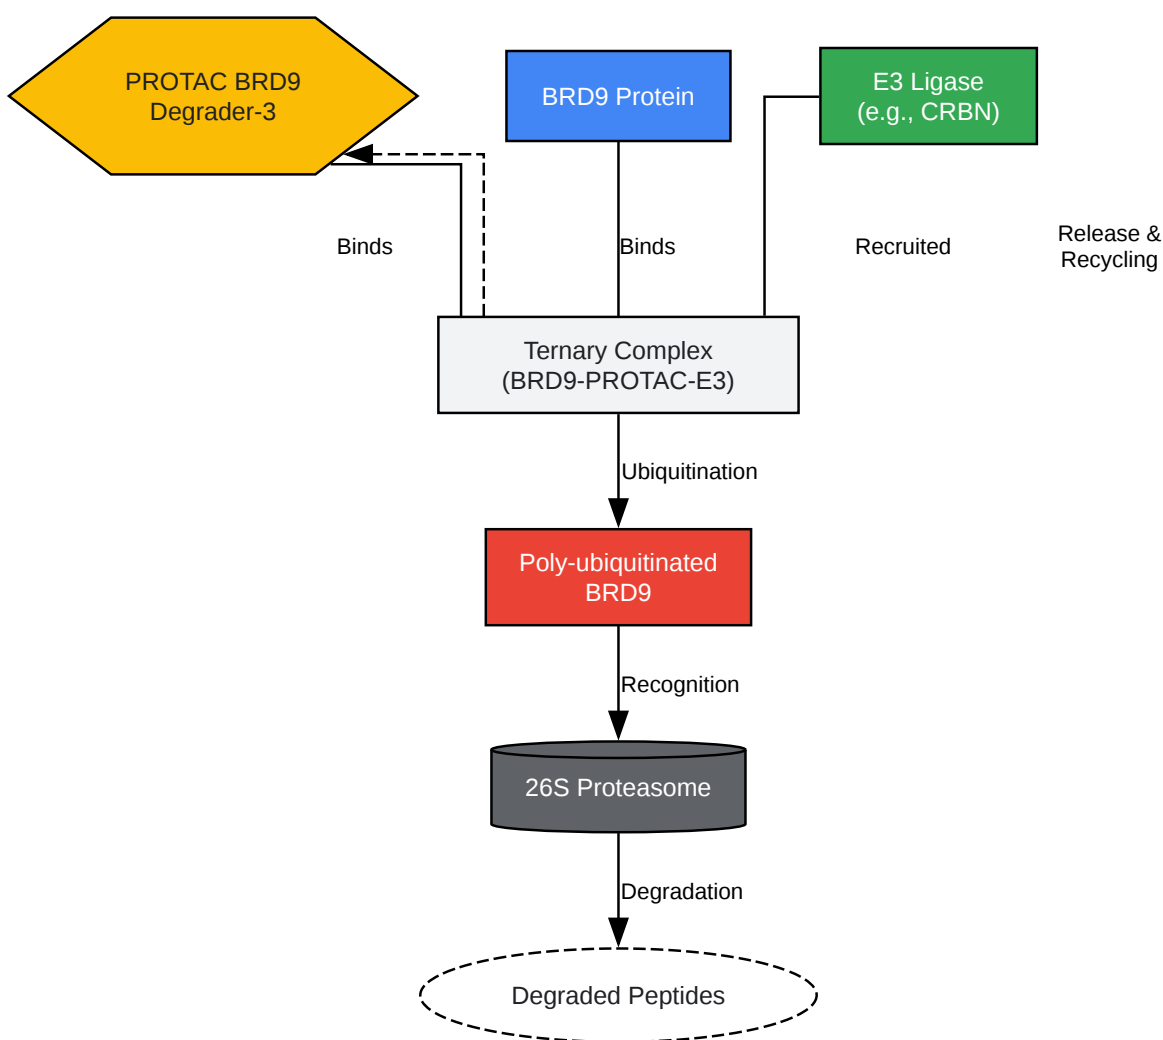 PROTAC BRD9
Degrader-3
BRD9 Protein
E3 Ligase
(e.g., CRBN)
Binds
Binds
Recruited
Release &
Recycling
Ternary Complex
(BRD9-PROTAC-E3)
Ubiquitination
Poly-ubiquitinated
BRD9
Recognition
26S Proteasome
Degradation
Degraded Peptides